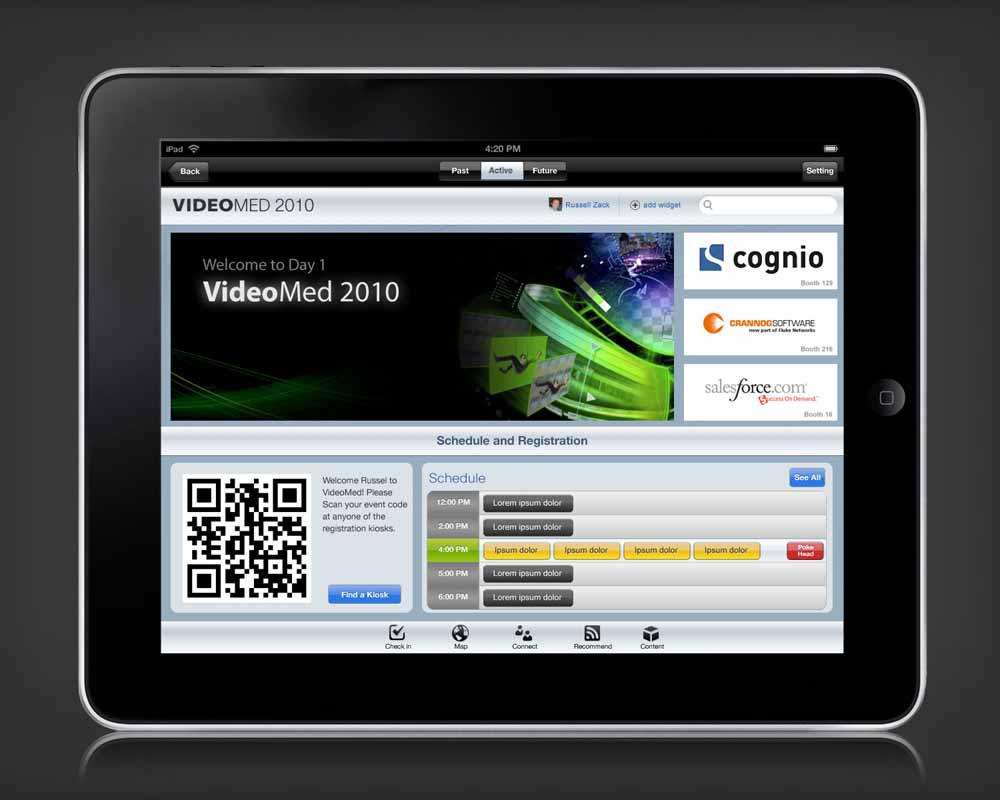 iPad
4:20 PM
Back
Past
Active
Future
Setting
VIDEOMED 2010
Russell Zack
add widget
Welcome to Day 1
VideoMed 2010
cognio
Booth 129
CRANNOGSOFTWARE
now part of Fluke Networks
Booth 216
salesforce.com
Success On Demand
Booth 16
Schedule and Registration
Welcome Russel to
VideoMed! Please
Scan your event code
at anyone of the
registration kiosks.
Find a Kiosk
Schedule
See All
12:00 PM
Lorem ipsum dolor
2:00 PM
Lorem ipsum dolor
4:00 PM
Ipsum dolor
Ipsum dolor
Ipsum dolor
Ipsum dolor
Poke
Head
5:00 PM
Lorem ipsum dolor
6:00 PM
Lorem ipsum dolor
Check in
Map
Connect
Recommend
Content